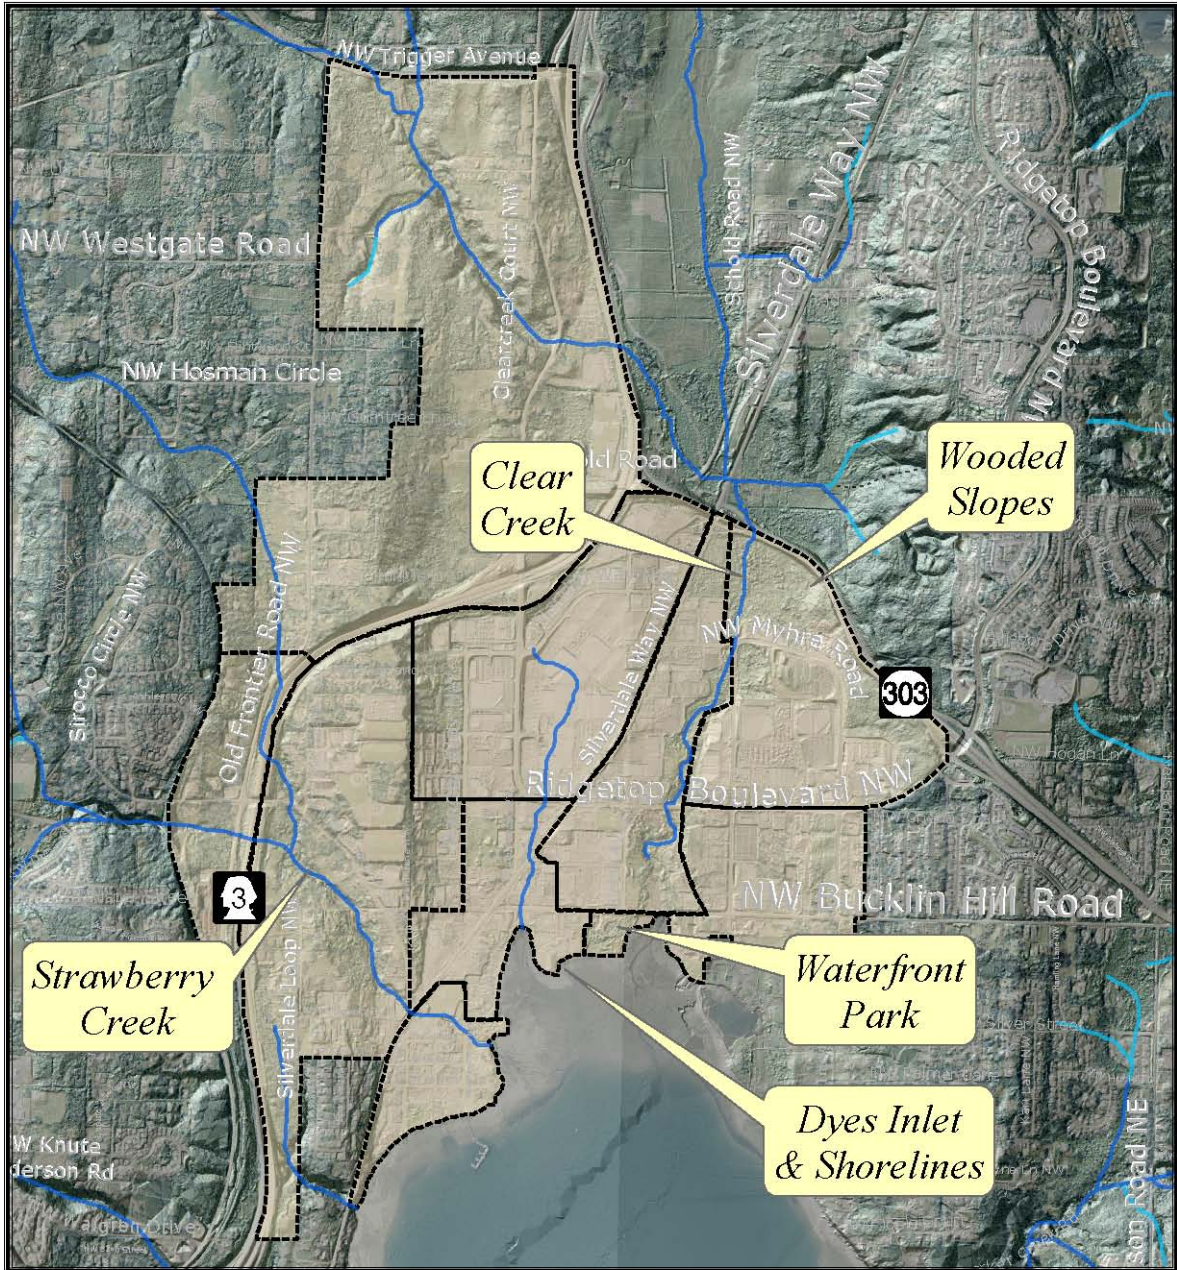 NW Trigger Avenue
NW Westgate Road
Clearcreek Court NW
Schold Road NW
Silverdale Way NW
Ridgetop Boulevard N
NW Hosman Circle
old Road
Clear
Creek
Wooded
Slopes
Sirocco Circle NW
Old Frontier Road NW
Silverdale Way NW
NW Myhre Road
303
NW Hogan Ln
Ridgetop Boulevard NW
3
NW Bucklin Hill Road
Strawberry
Creek
Silverdale Loop NW
Waterfront
Park
Dyes Inlet
& Shorelines
W Knute
derson Rd
son Road NE